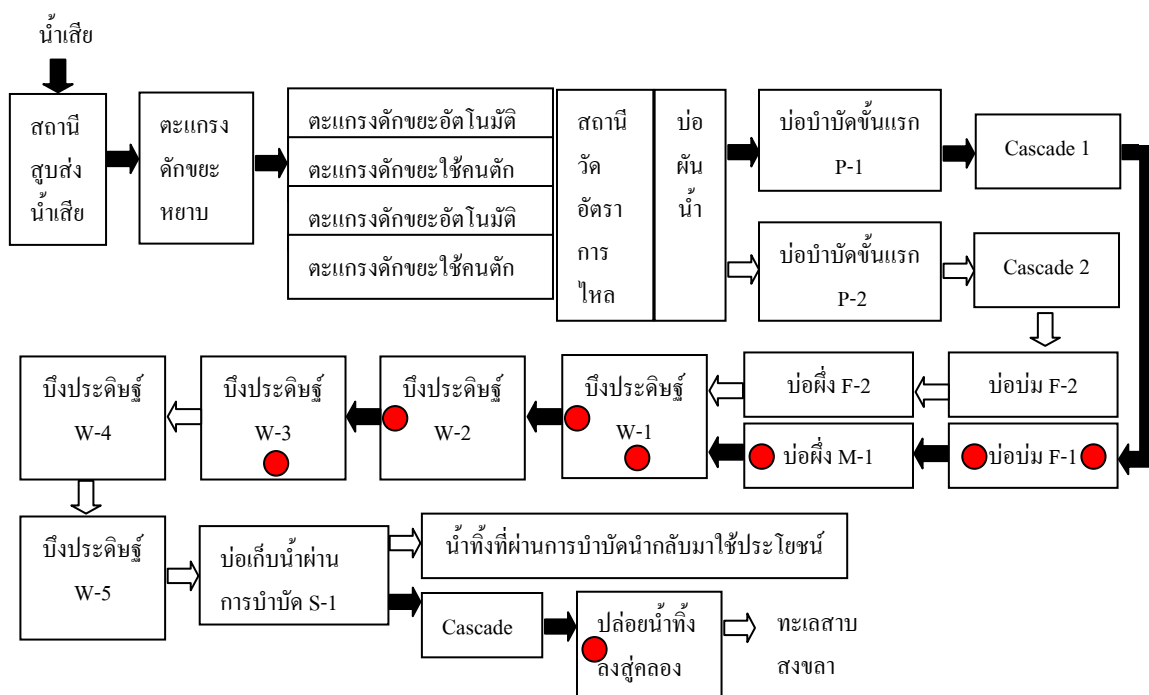 น้ำเสีย
สถานี
สูบส่ง
น้ำเสีย
ตะแกรง
ดักขยะ
หยาบ
ตะแกรงดักขยะอัตโนมัติ
ตะแกรงดักขยะใช้คนตัก
ตะแกรงดักขยะอัตโนมัติ
ตะแกรงดักขยะใช้คนตัก
สถานี
วัด
อัตรา
การ
ไหล
บ่อ
ผัน
น้ำ
บ่อบำบัดขั้นแรก
P-1
Cascade 1
บ่อบำบัดขั้นแรก
P-2
Cascade 2
บึงประดิษฐ์
W-4
บึงประดิษฐ์
W-3
บึงประดิษฐ์
W-2
บึงประดิษฐ์
W-1
บ่อผึ่ง F-2
บ่อบ่ม F-2
บ่อผึ่ง M-1
บ่อบ่ม F-1
บึงประดิษฐ์
W-5
บ่อเก็บน้ำผ่าน
การบำบัด S-1
น้ำทิ้งที่ผ่านการบำบัดนำกลับมาใช้ประโยชน์
Cascade
ปล่อยน้ำทิ้ง
ลงสู่คลอง
ทะเลสาบ
สงขลา